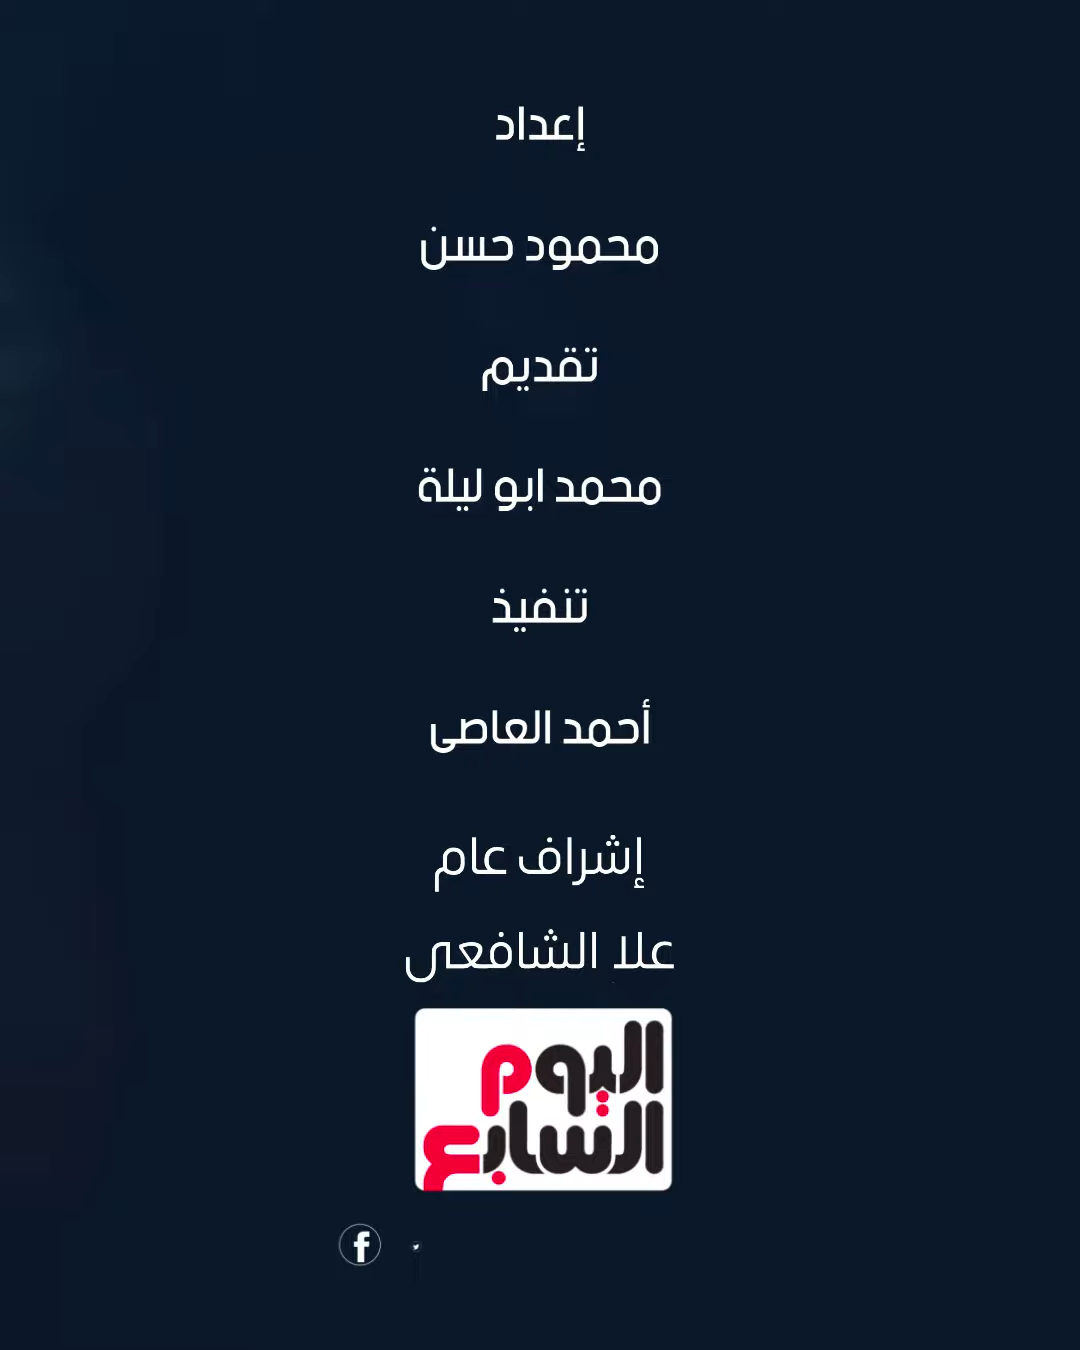 إعداد
محمود حسن
تقديم
محمد ابو ليلة
تنفيذ
أحمد العاصى
إشراف عام
علا الشافعى
اليوم
السابع